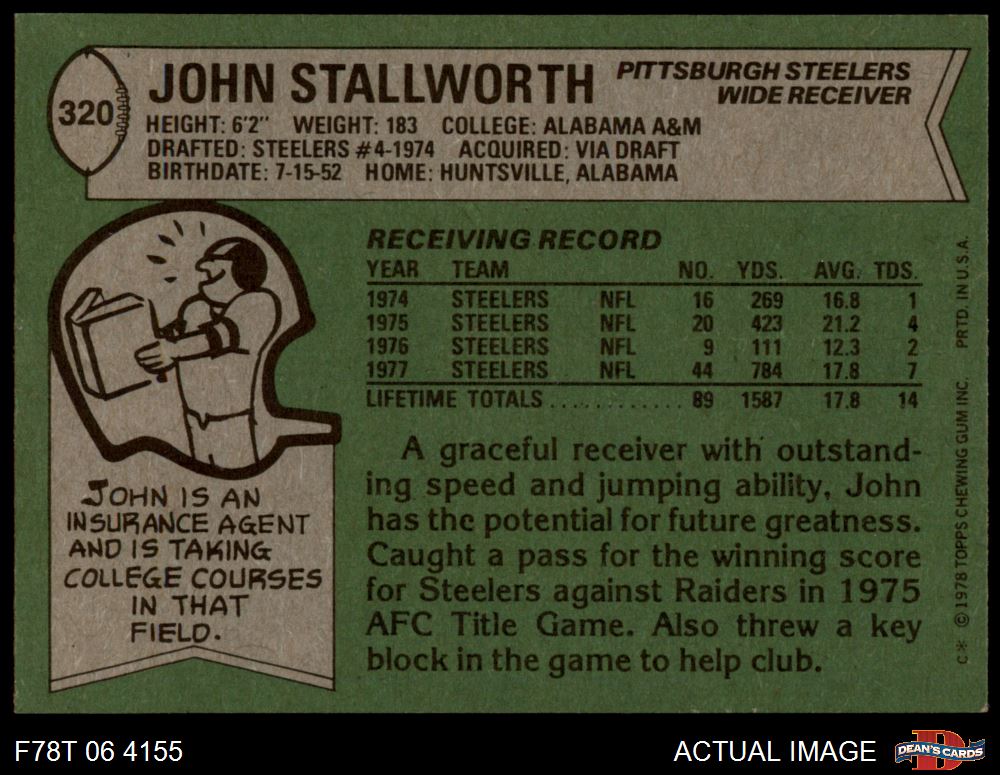 320
JOHN STALLWORTH
PITTSBURGH STEELERS
WIDE RECEIVER
HEIGHT: 6'2" WEIGHT: 183 COLLEGE: ALABAMA A&M
DRAFTED: STEELERS #4-1974 ACQUIRED: VIA DRAFT
BIRTHDATE: 7-15-52 HOME: HUNTSVILLE, ALABAMA
RECEIVING RECORD
YEAR TEAM NO. YDS. AVG. TDS.
1974 STEELERS NFL 16 269 16.8 1
1975 STEELERS NFL 20 423 21.2 4
1976 STEELERS NFL 9 111 12.3 2
1977 STEELERS NFL 44 784 17.8 7
LIFETIME TOTALS ............ 89 1587 17.8 14
JOHN IS AN
INSURANCE AGENT
AND IS TAKING
COLLEGE COURSES
IN THAT
FIELD.
A graceful receiver with outstand-
ing speed and jumping ability, John
has the potential for future greatness.
Caught a pass for the winning score
for Steelers against Raiders in 1975
AFC Title Game. Also threw a key
block in the game to help club.
C* © 1978 TOPPS CHEWING GUM INC. PRTD. IN U.S.A.
F78T 06 4155
ACTUAL IMAGE
D
DEAN'S CARDS